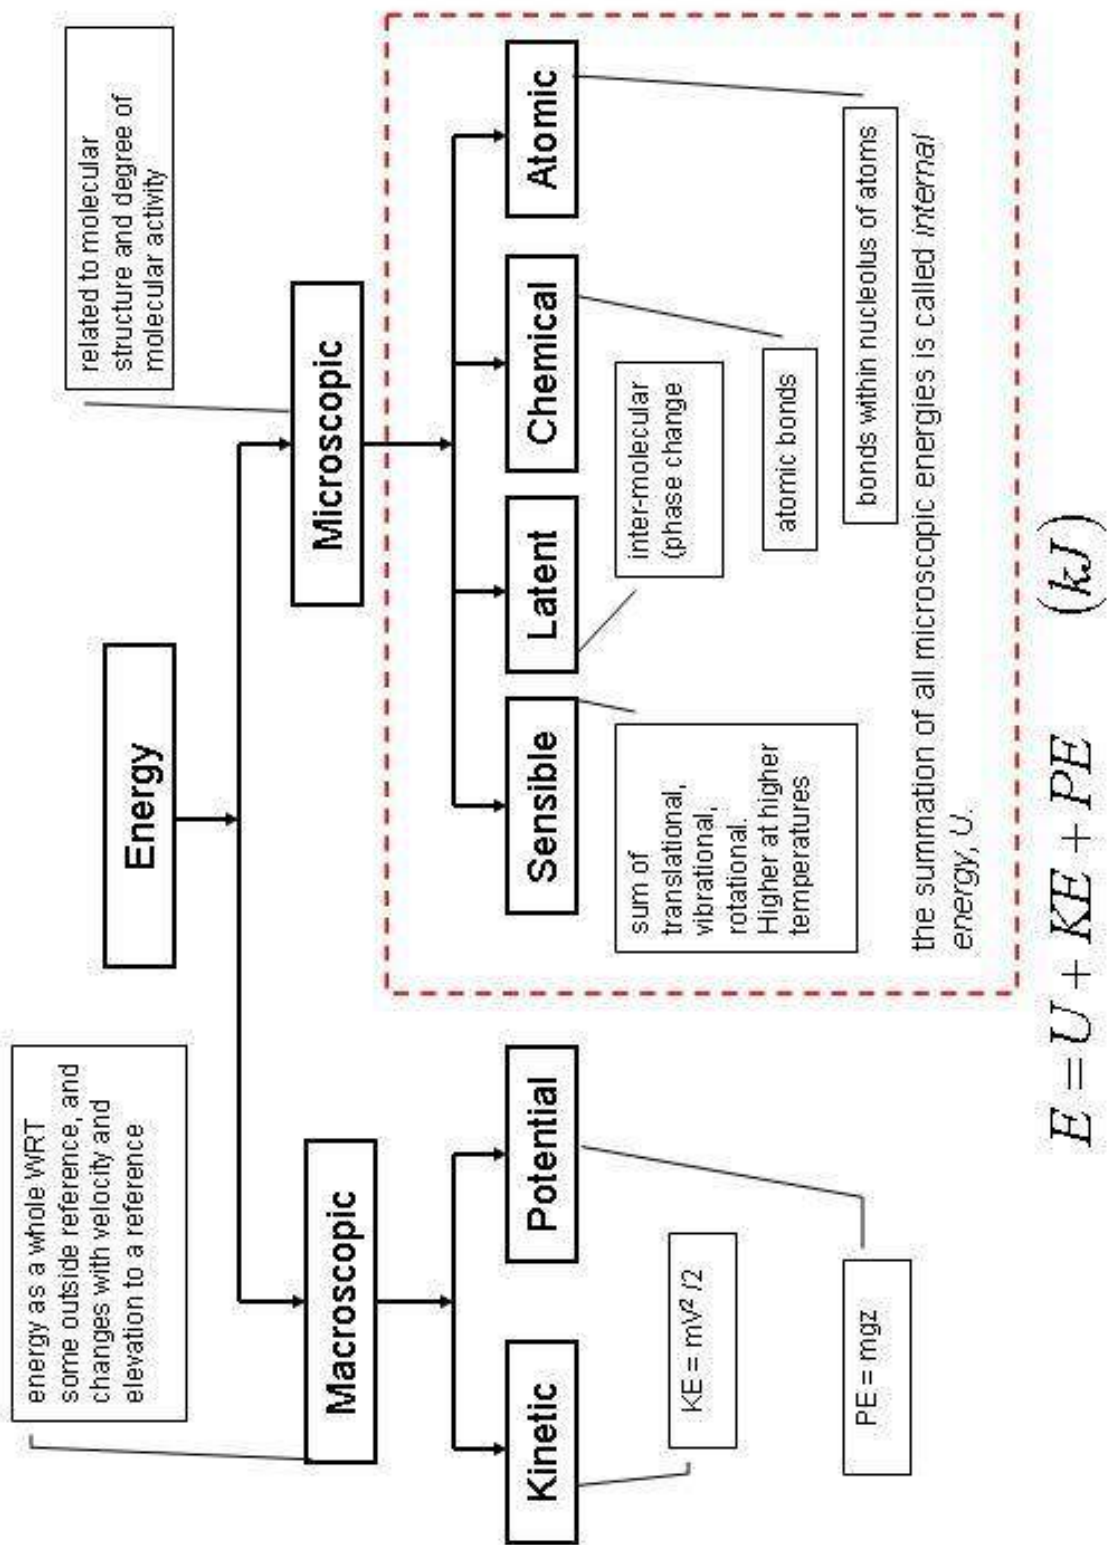 Energy
energy as a whole WRT
some outside reference, and
changes with velocity and
elevation to a reference
related to molecular
structure and degree of
molecular activity
Macroscopic
Microscopic
Kinetic
Potential
Sensible
Latent
Chemical
Atomic
KE = mV² /2
PE = mgz
sum of
translational,
vibrational,
rotational.
Higher at higher
temperatures
inter-molecular
(phase change
atomic bonds
bonds within nucleolus of atoms
the summation of all microscopic energies is called internal
energy, U.
E = U + KE + PE (kJ)